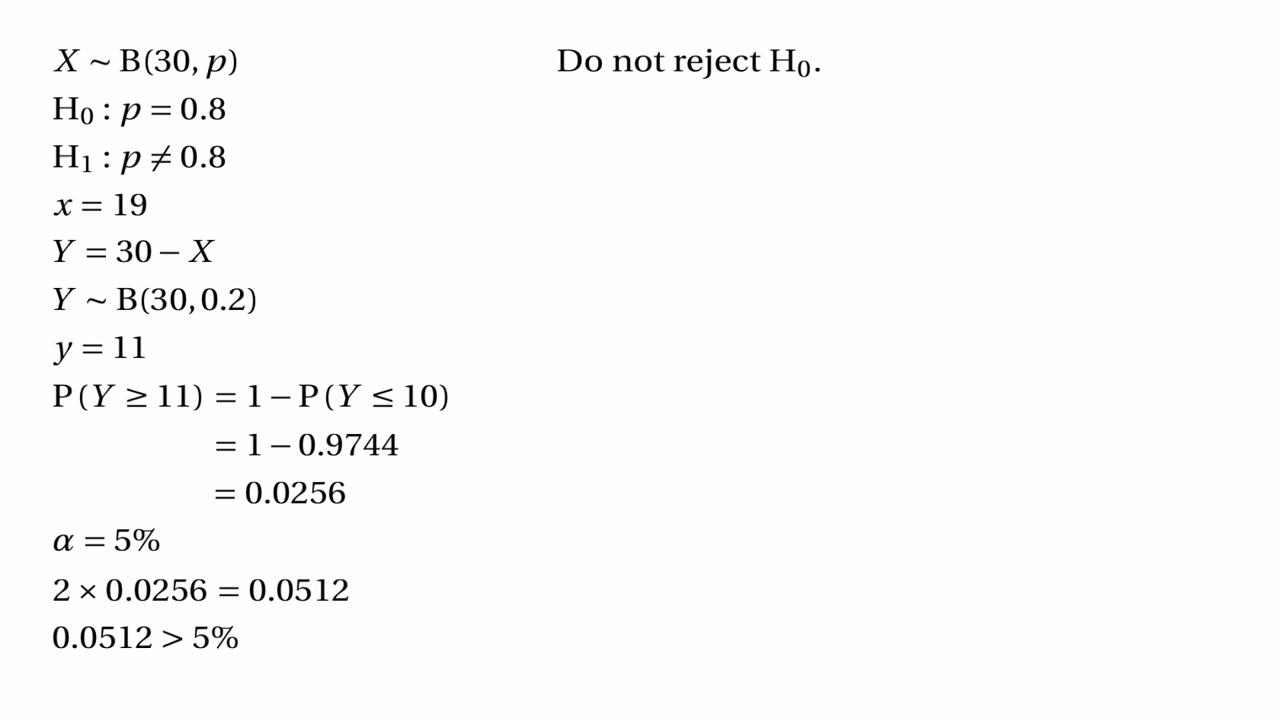 X ~ B(30, p)
H₀ : p = 0.8
H₁ : p ≠ 0.8
x = 19
Y = 30 − X
Y ~ B(30, 0.2)
y = 11
P(Y ≥ 11) = 1 − P(Y ≤ 10)
= 1 − 0.9744
= 0.0256
α = 5%
2 × 0.0256 = 0.0512
0.0512 > 5%
Do not reject H₀.